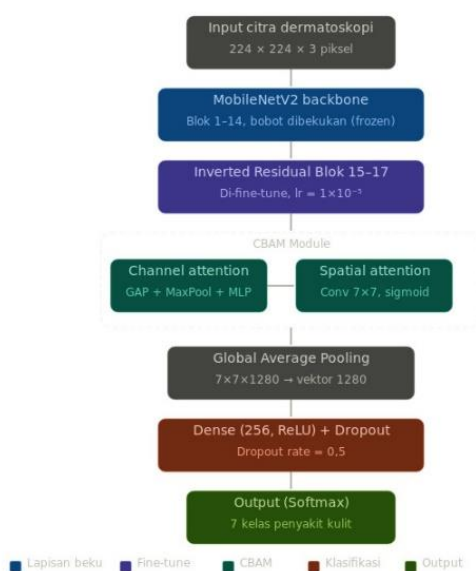 Input citra dermatoskopi
224 × 224 × 3 piksel
MobileNetV2 backbone
Blok 1–14, bobot dibekukan (frozen)
Inverted Residual Blok 15–17
Di-fine-tune, lr = 1×10⁻⁵
CBAM Module
Channel attention
GAP + MaxPool + MLP
Spatial attention
Conv 7×7, sigmoid
Global Average Pooling
7×7×1280 → vektor 1280
Dense (256, ReLU) + Dropout
Dropout rate = 0,5
Output (Softmax)
7 kelas penyakit kulit
Lapisan beku Fine-tune CBAM Klasifikasi Output